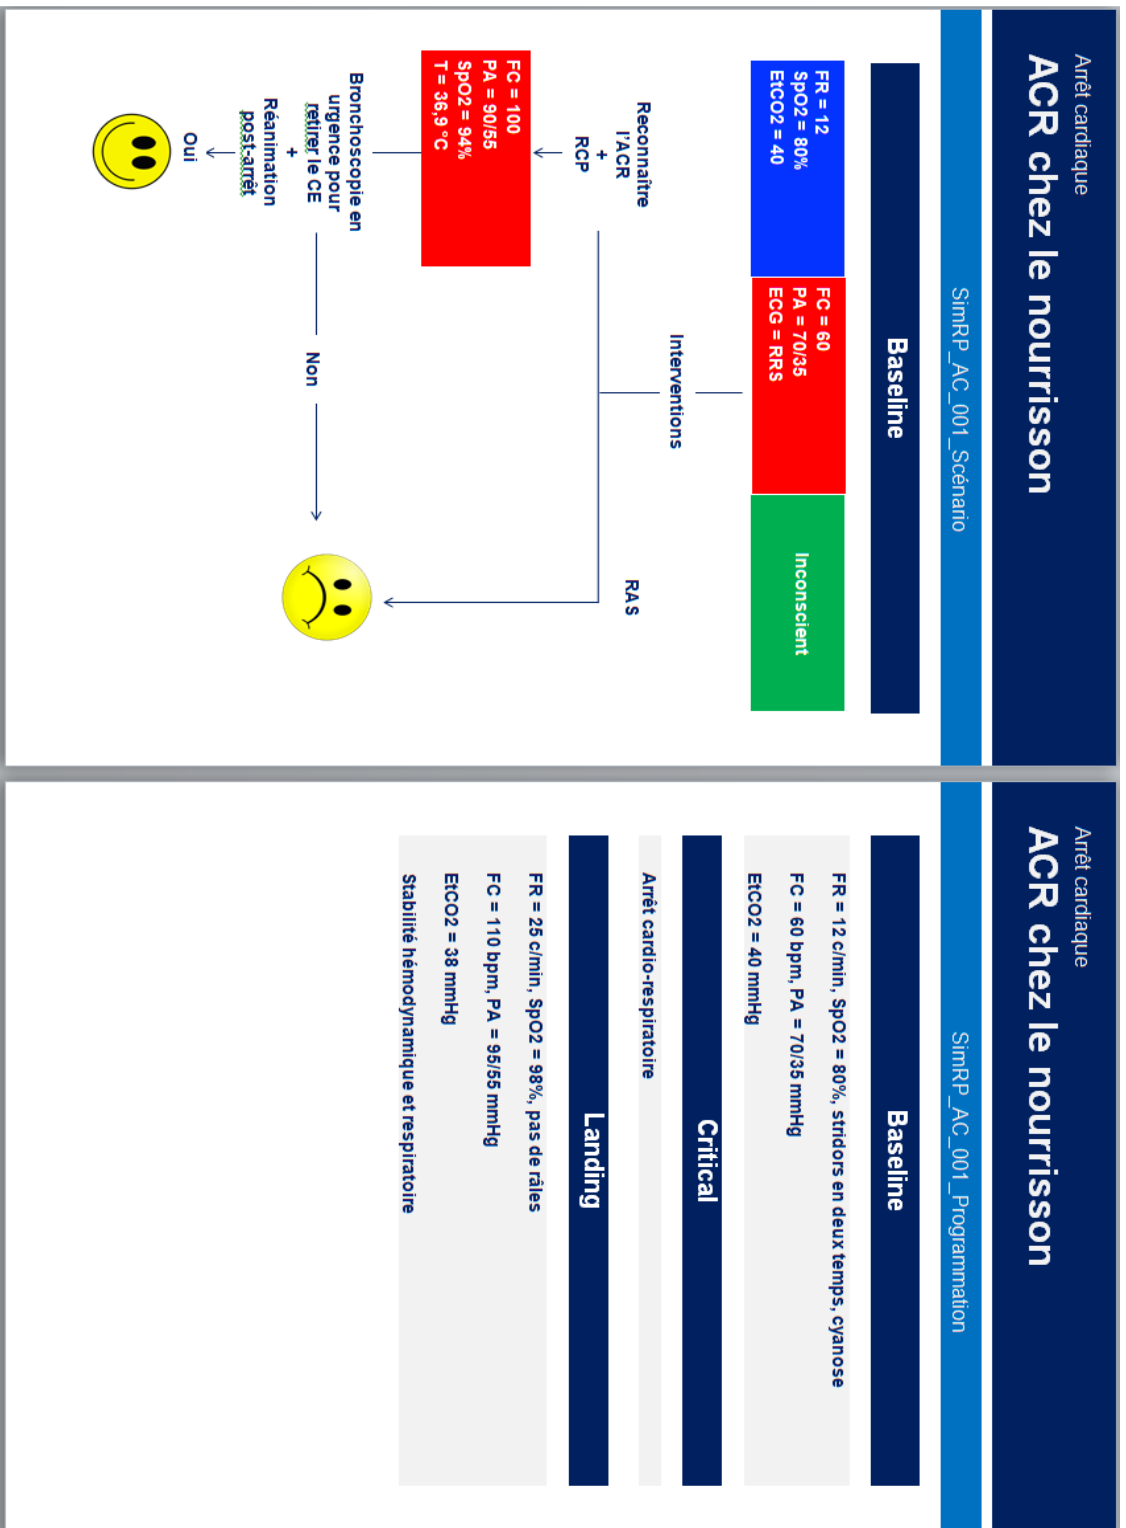 Arrêt cardiaque
ACR chez le nourrisson
SimRP_AC_001_Scénario
Baseline
FR = 12
SpO2 = 80%
EtCO2 = 40
FC = 60
PA = 70/35
ECG = RRS
Inconscient
Interventions
Reconnaître
l'ACR
+
RCP
RAS
FC = 100
PA = 90/55
SpO2 = 94%
T = 36,9 °C
Bronchoscopie en
urgence pour
retirer le CE
+
Réanimation
post-arrêt
Non
Oui
Arrêt cardiaque
ACR chez le nourrisson
SimRP_AC_001_Programmation
Baseline
FR = 12 c/min, SpO2 = 80%, stridors en deux temps, cyanose
FC = 60 bpm, PA = 70/35 mmHg
EtCO2 = 40 mmHg
Critical
Arrêt cardio-respiratoire
Landing
FR = 25 c/min, SpO2 = 98%, pas de râles
FC = 110 bpm, PA = 95/55 mmHg
EtCO2 = 38 mmHg
Stabilité hémodynamique et respiratoire